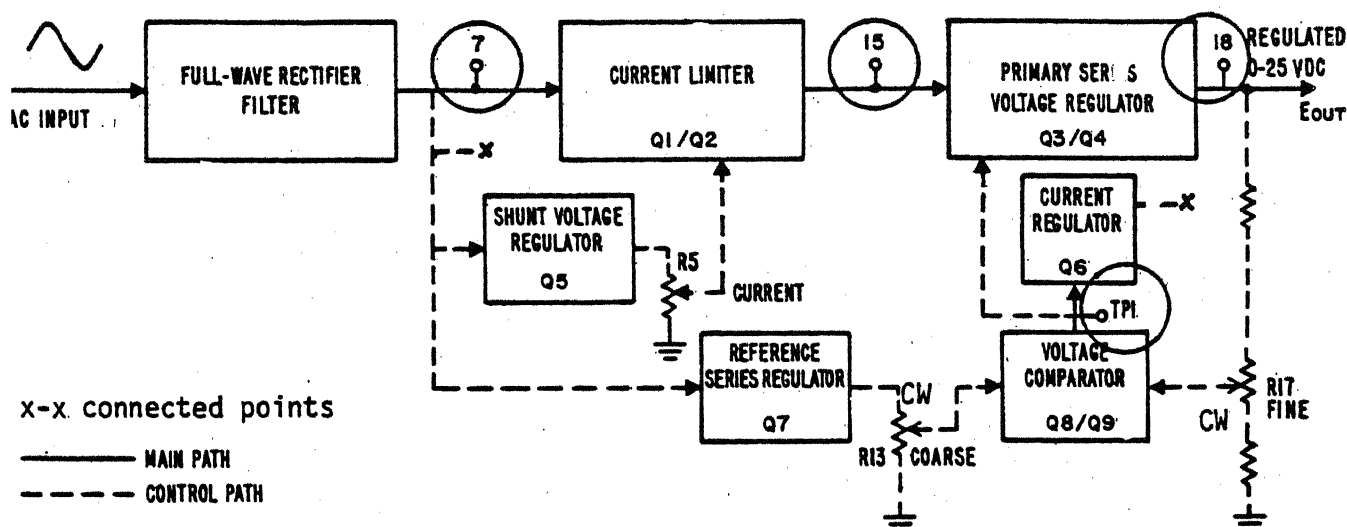 7
15
18
FULL-WAVE RECTIFIER
FILTER
CURRENT LIMITER
Q1/Q2
PRIMARY SERI S
VOLTAGE REGULATOR
Q3/Q4
REGULATED
0-25 VDC
EOUT
AC INPUT
x
SHUNT VOLTAGE
REGULATOR
Q5
R5
CURRENT
CURRENT
REGULATOR
Q6
x
TP1
REFERENCE
SERIES REGULATOR
Q7
CW
R13 COARSE
VOLTAGE
COMPARATOR
Q8/Q9
CW
R17
FINE
x-x connected points
MAIN PATH
CONTROL PATH